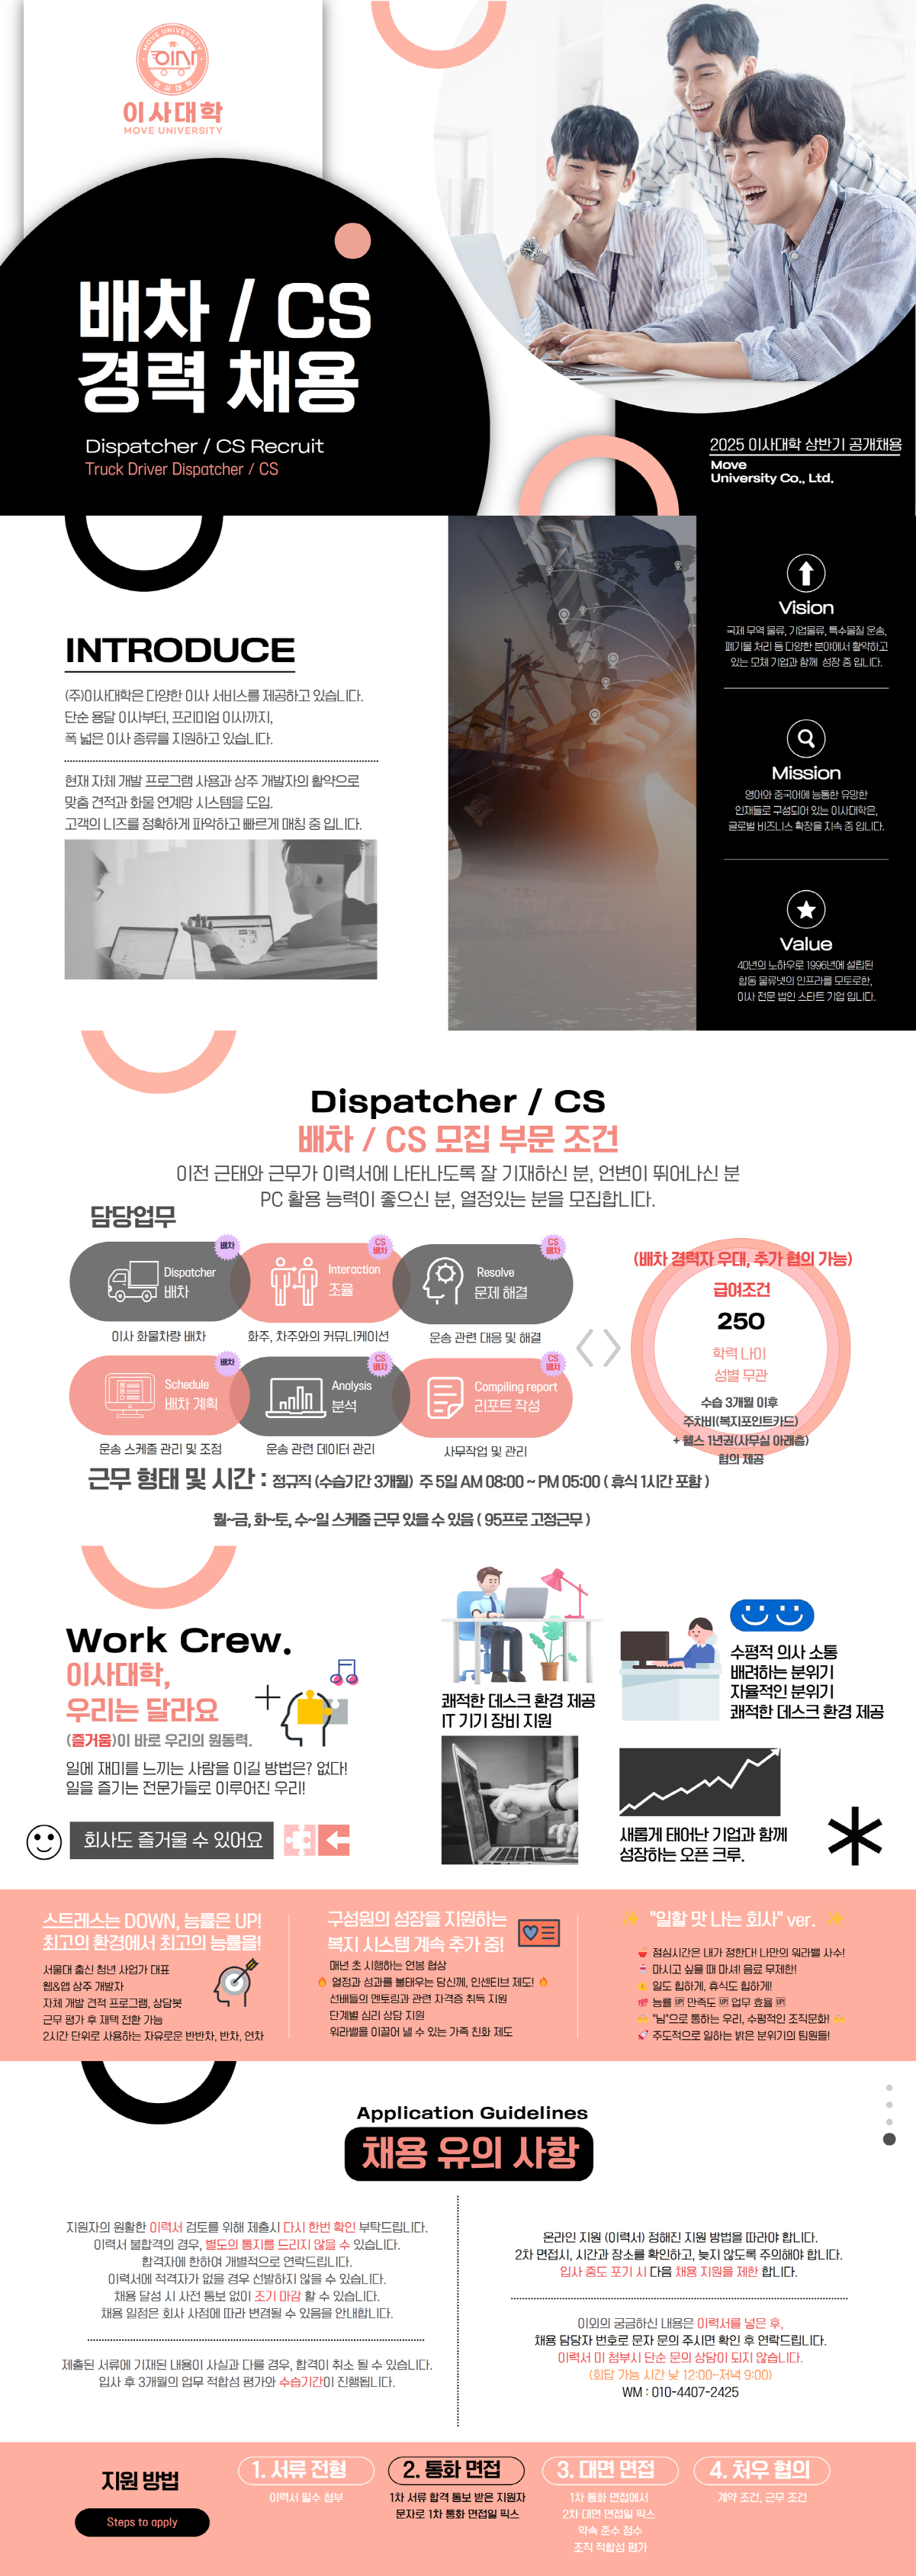 MOVE UNIVERSITY
이사대학
이사대학
MOVE UNIVERSITY
배차 / CS
경력 채용
Dispatcher / CS Recruit
Truck Driver Dispatcher / CS
2025 이사대학 상반기 공개채용
Move
University Co., Ltd.
INTRODUCE
(주)이사대학은 다양한 이사 서비스를 제공하고 있습니다.
단순 용달 이사부터, 프리미엄 이사까지,
폭 넓은 이사 종류를 지원하고 있습니다.
현재 자체 개발 프로그램 사용과 상주 개발자의 활약으로
맞춤 견적과 화물 연계망 시스템을 도입.
고객의 니즈를 정확하게 파악하고 빠르게 매칭 중 입니다.
Vision
국제 무역 물류, 기업물류, 특수물질 운송,
폐기물 처리 등 다양한 분야에서 활약하고
있는 모체 기업과 함께 성장 중 입니다.
Mission
영어와 중국어에 능통한 유망한
인재들로 구성되어 있는 이사대학은,
글로벌 비즈니스 확장을 지속 중 입니다.
Value
40년의 노하우로 1996년에 설립된
합동 물류넷의 인프라를 모토로한,
이사 전문 법인 스타트 기업 입니다.
Dispatcher / CS
배차 / CS 모집 부문 조건
이전 근태와 근무가 이력서에 나타나도록 잘 기재하신 분, 언변이 뛰어나신 분
PC 활용 능력이 좋으신 분, 열정있는 분을 모집합니다.
담당업무
배차
Dispatcher
배차
이사 화물차량 배차
CS
배차
Interaction
조율
화주, 차주와의 커뮤니케이션
CS
배차
Resolve
문제 해결
운송 관련 대응 및 해결
배차
Schedule
배차 계획
운송 스케줄 관리 및 조정
CS
배차
Analysis
분석
운송 관련 데이터 관리
CS
배차
Compiling report
리포트 작성
사무작업 및 관리
(배차 경력자 우대, 추가 협의 가능)
급여조건
250
학력 나이
성별 무관
수습 3개월 이후
주차비(복지포인트카드)
+ 헬스 1년권(사무실 아래층)
협의 제공
근무 형태 및 시간 : 정규직 (수습기간 3개월) 주 5일 AM 08:00 ~ PM 05:00 ( 휴식 1시간 포함 )
월~금, 화~토, 수~일 스케줄 근무 있을 수 있음 ( 95프로 고정근무 )
Work Crew.
이사대학,
우리는 달라요
(즐거움)이 바로 우리의 원동력.
일에 재미를 느끼는 사람을 이길 방법은? 없다!
일을 즐기는 전문가들로 이루어진 우리!
회사도 즐거울 수 있어요
쾌적한 데스크 환경 제공
IT 기기 장비 지원
수평적 의사 소통
배려하는 분위기
자율적인 분위기
쾌적한 데스크 환경 제공
새롭게 태어난 기업과 함께
성장하는 오픈 크루.
스트레스는 DOWN, 능률은 UP!
최고의 환경에서 최고의 능률을!
서울대 출신 청년 사업가 대표
웹&앱 상주 개발자
자체 개발 견적 프로그램, 상담봇
근무 평가 후 재택 전환 가능
2시간 단위로 사용하는 자유로운 반반차, 반차, 연차
구성원의 성장을 지원하는
복지 시스템 계속 추가 중!
매년 초 시행하는 연봉 협상
🔥 열정과 성과를 불태우는 당신께, 인센티브 제도! 🔥
선배들의 멘토링과 관련 자격증 취득 지원
단계별 심리 상담 지원
워라밸을 이끌어 낼 수 있는 가족 친화 제도
✨ "일할 맛 나는 회사" ver. ✨
점심시간은 내가 정한다! 나만의 워라밸 사수!
마시고 싶을 때 마셔! 음료 무제한!
일도 힙하게, 휴식도 힙하게!
💯 능률 🆙 만족도 🆙 업무 효율 🆙
"님"으로 통하는 우리, 수평적인 조직문화!
🚀 주도적으로 일하는 밝은 분위기의 팀원들!
Application Guidelines
채용 유의 사항
지원자의 원활한 이력서 검토를 위해 제출시 다시 한번 확인 부탁드립니다.
이력서 불합격의 경우, 별도의 통지를 드리지 않을 수 있습니다.
합격자에 한하여 개별적으로 연락드립니다.
이력서에 적격자가 없을 경우 선발하지 않을 수 있습니다.
채용 달성 시 사전 통보 없이 조기 마감 할 수 있습니다.
채용 일정은 회사 사정에 따라 변경될 수 있음을 안내합니다.
제출된 서류에 기재된 내용이 사실과 다를 경우, 합격이 취소 될 수 있습니다.
입사 후 3개월의 업무 적합성 평가와 수습기간이 진행됩니다.
온라인 지원 (이력서) 정해진 지원 방법을 따라야 합니다.
2차 면접시, 시간과 장소를 확인하고, 늦지 않도록 주의해야 합니다.
입사 중도 포기 시 다음 채용 지원을 제한 합니다.
이외의 궁금하신 내용은 이력서를 넣은 후,
채용 담당자 번호로 문자 문의 주시면 확인 후 연락드립니다.
이력서 미 첨부시 단순 문의 상담이 되지 않습니다.
(회답 가능 시간 낮 12:00~저녁 9:00)
WM : 010-4407-2425
지원 방법
Steps to apply
1. 서류 전형
이력서 필수 첨부
2. 통화 면접
1차 서류 합격 통보 받은 지원자
문자로 1차 통화 면접일 픽스
3. 대면 면접
1차 통화 면접에서
2차 대면 면접일 픽스
약속 준수 점수
조직 적합성 평가
4. 처우 협의
계약 조건, 근무 조건